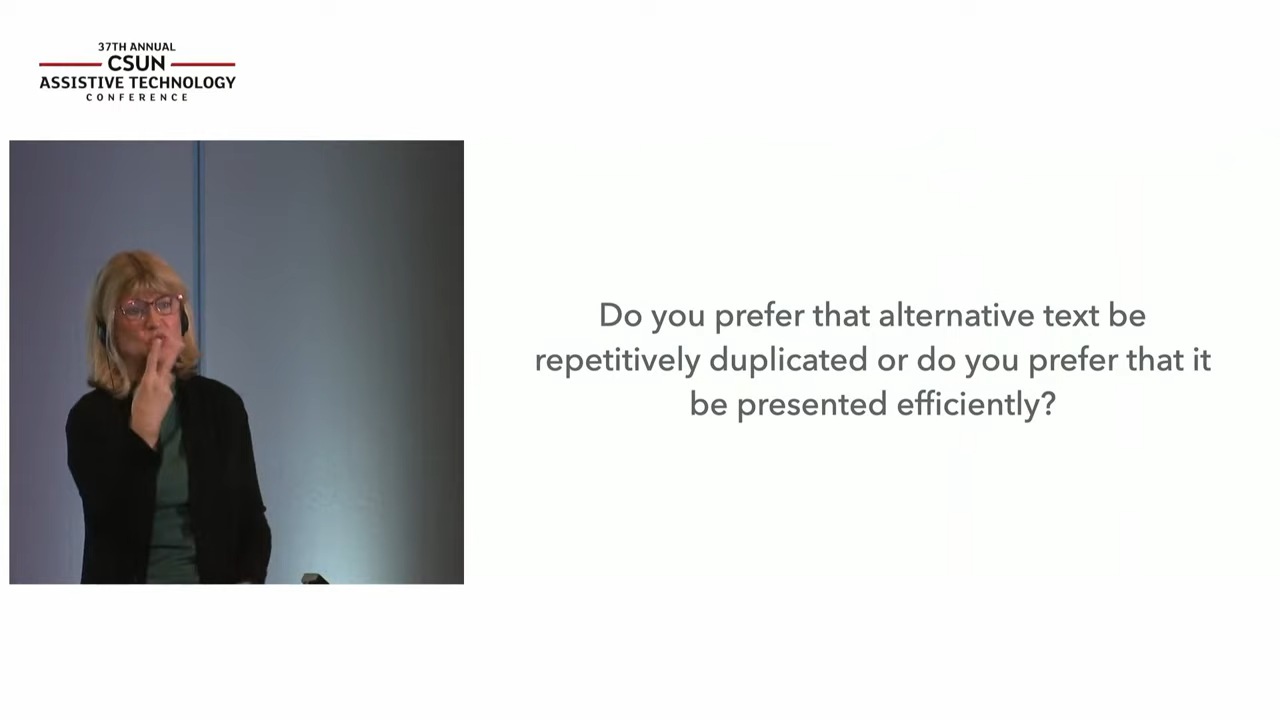 37TH ANNUAL
CSUN
ASSISTIVE TECHNOLOGY
CONFERENCE
Do you prefer that alternative text be
repetitively duplicated or do you prefer that it
be presented efficiently?